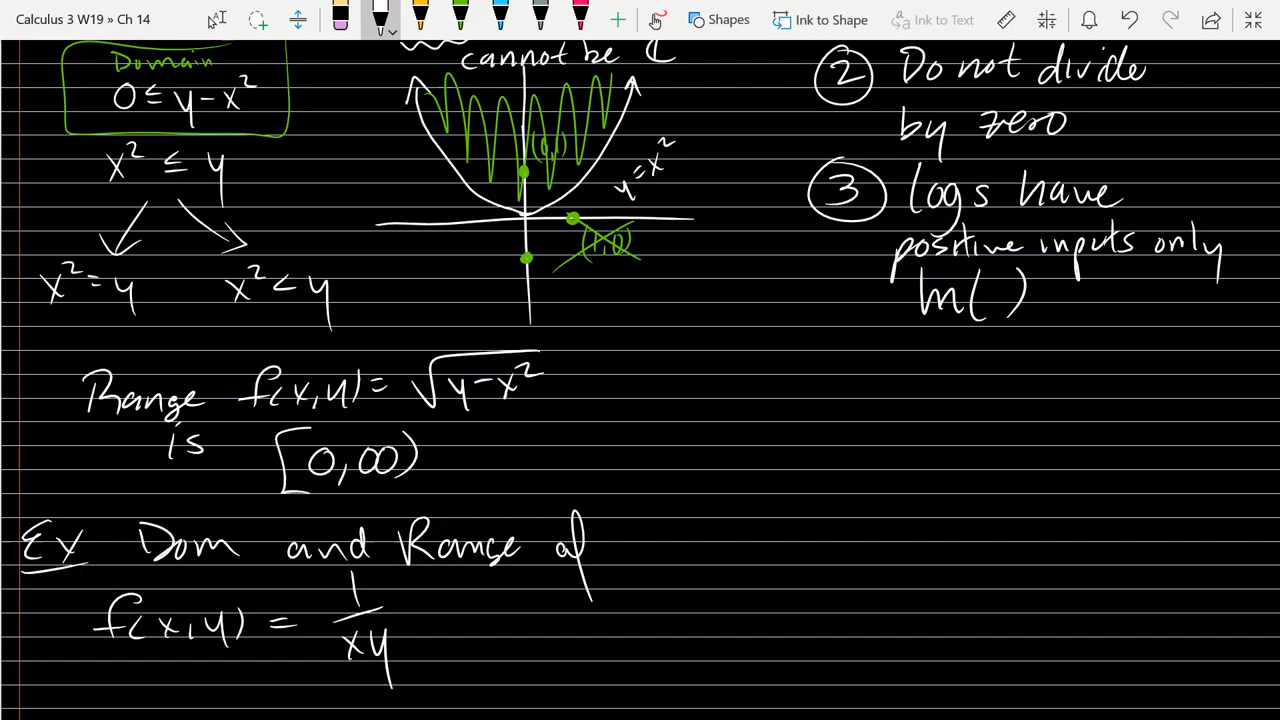 Calculus 3 W19 » Ch 14
Shapes
Ink to Shape
Ink to Text
Domain
0 ≤ y - x²
x² ≤ y
x² = y
x² < y
cannot be ℂ
y = x²
(1,0)
② Do not divide
by zero
③ logs have
positive inputs only
ln( )
Range f(x,y) = √(y-x²)
is [0,∞)
Ex Dom and Range of
f(x,y) = 1/xy